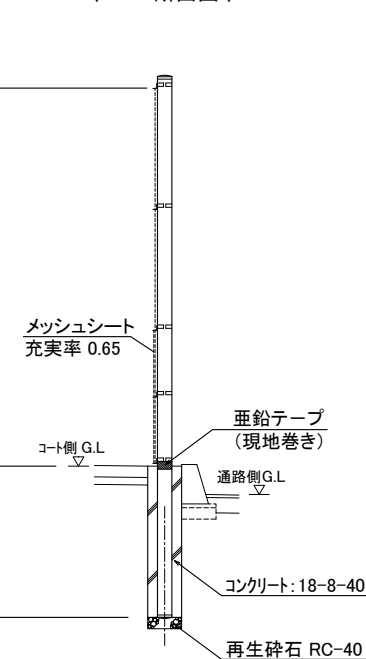 メッシュシート
充実率 0.65
亜鉛テープ
(現地巻き)
コート側 G.L
通路側G.L
コンクリート:18-8-40
再生砕石 RC-40